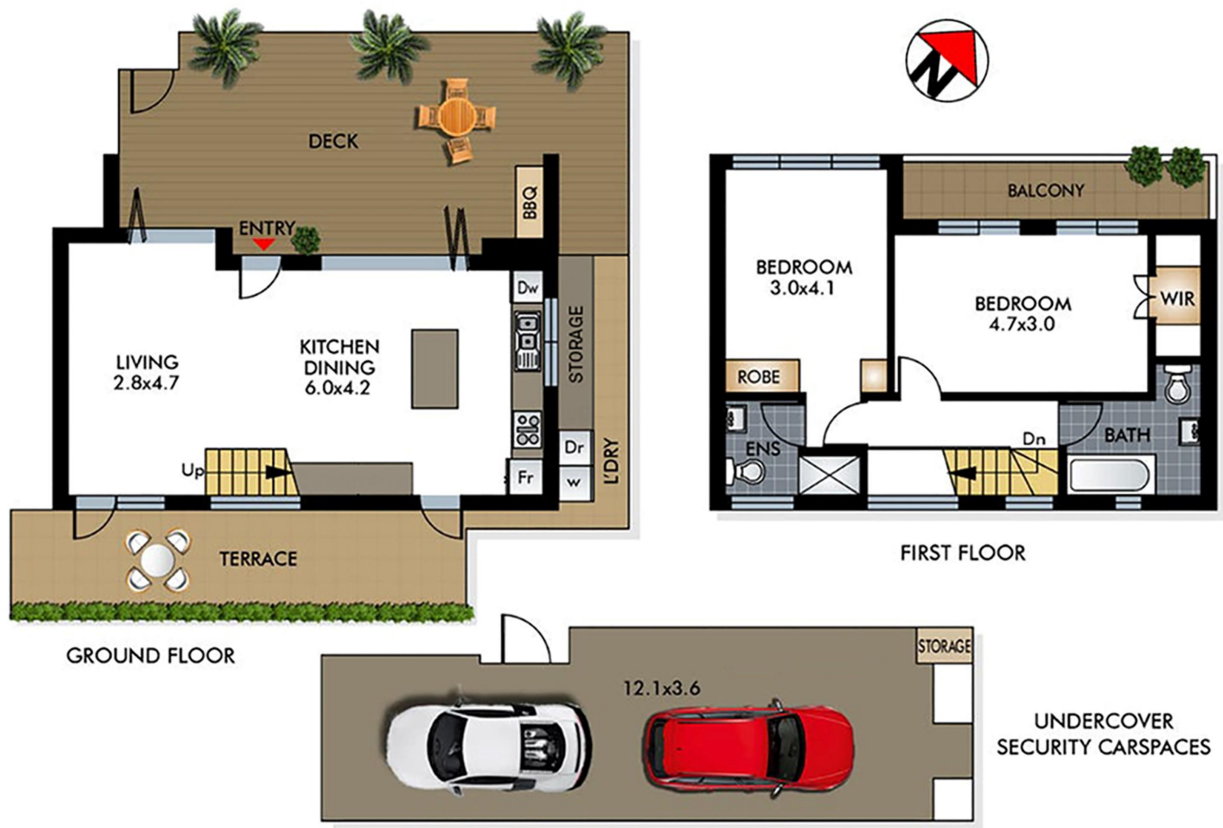 N
DECK
BBQ
ENTRY
Dw
STORAGE
LIVING
2.8x4.7
KITCHEN
DINING
6.0x4.2
Up
Fr
Dr
w
L'DRY
TERRACE
GROUND FLOOR
BALCONY
BEDROOM
3.0x4.1
BEDROOM
4.7x3.0
WIR
ROBE
ENS
Dn
BATH
FIRST FLOOR
STORAGE
12.1x3.6
UNDERCOVER
SECURITY CARSPACES